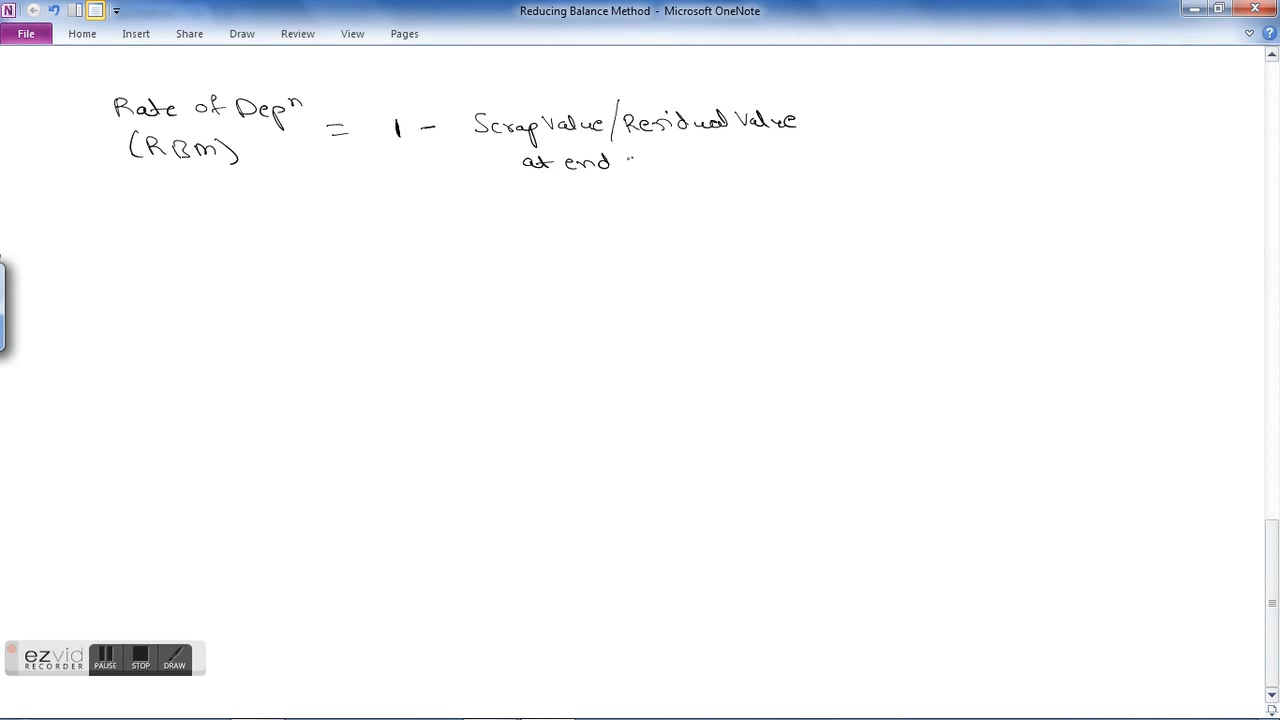 Reducing Balance Method - Microsoft OneNote
File Home Insert Share Draw Review View Pages
Rate of Depⁿ
(RBM) = 1 - Scrap Value/Residual Value
at end
ezvid
RECORDER
PAUSE STOP DRAW